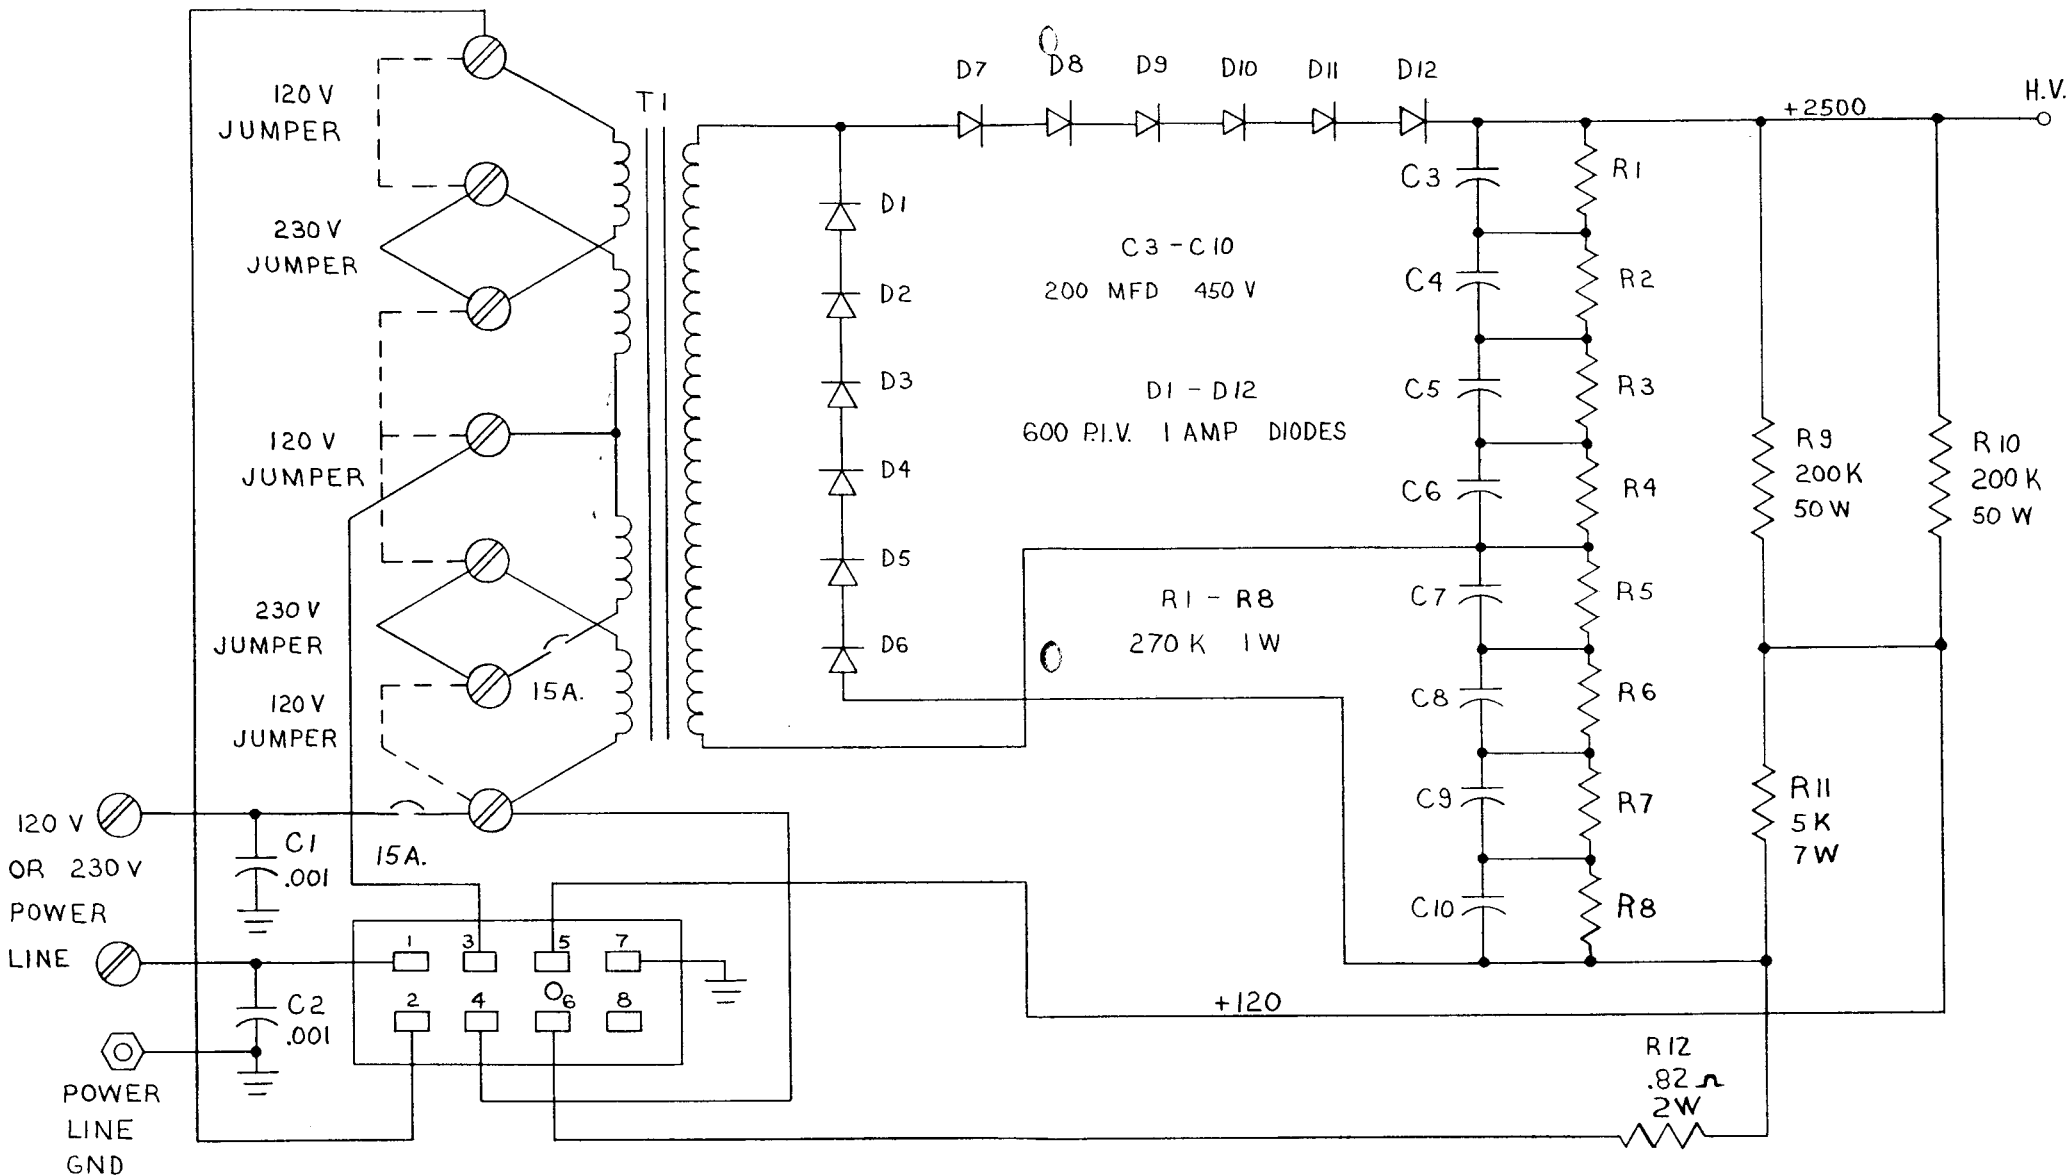 120 V
JUMPER
230 V
JUMPER
120 V
JUMPER
230 V
JUMPER
120 V
JUMPER
T1
15A.
15A.
120 V
OR 230 V
POWER
LINE
POWER
LINE
GND
C1
.001
C2
.001
1 3 5 7
2 4 6 8
D7 D8 D9 D10 D11 D12
D1
D2
D3
D4
D5
D6
C3 - C10
200 MFD 450 V
D1 - D12
600 P.I.V. 1 AMP DIODES
R1 - R8
270 K 1 W
C3
C4
C5
C6
C7
C8
C9
C10
R1
R2
R3
R4
R5
R6
R7
R8
+2500
H.V.
R9
200K
50W
R10
200K
50 W
R11
5K
7W
+120
R12
.82 Ω
2W